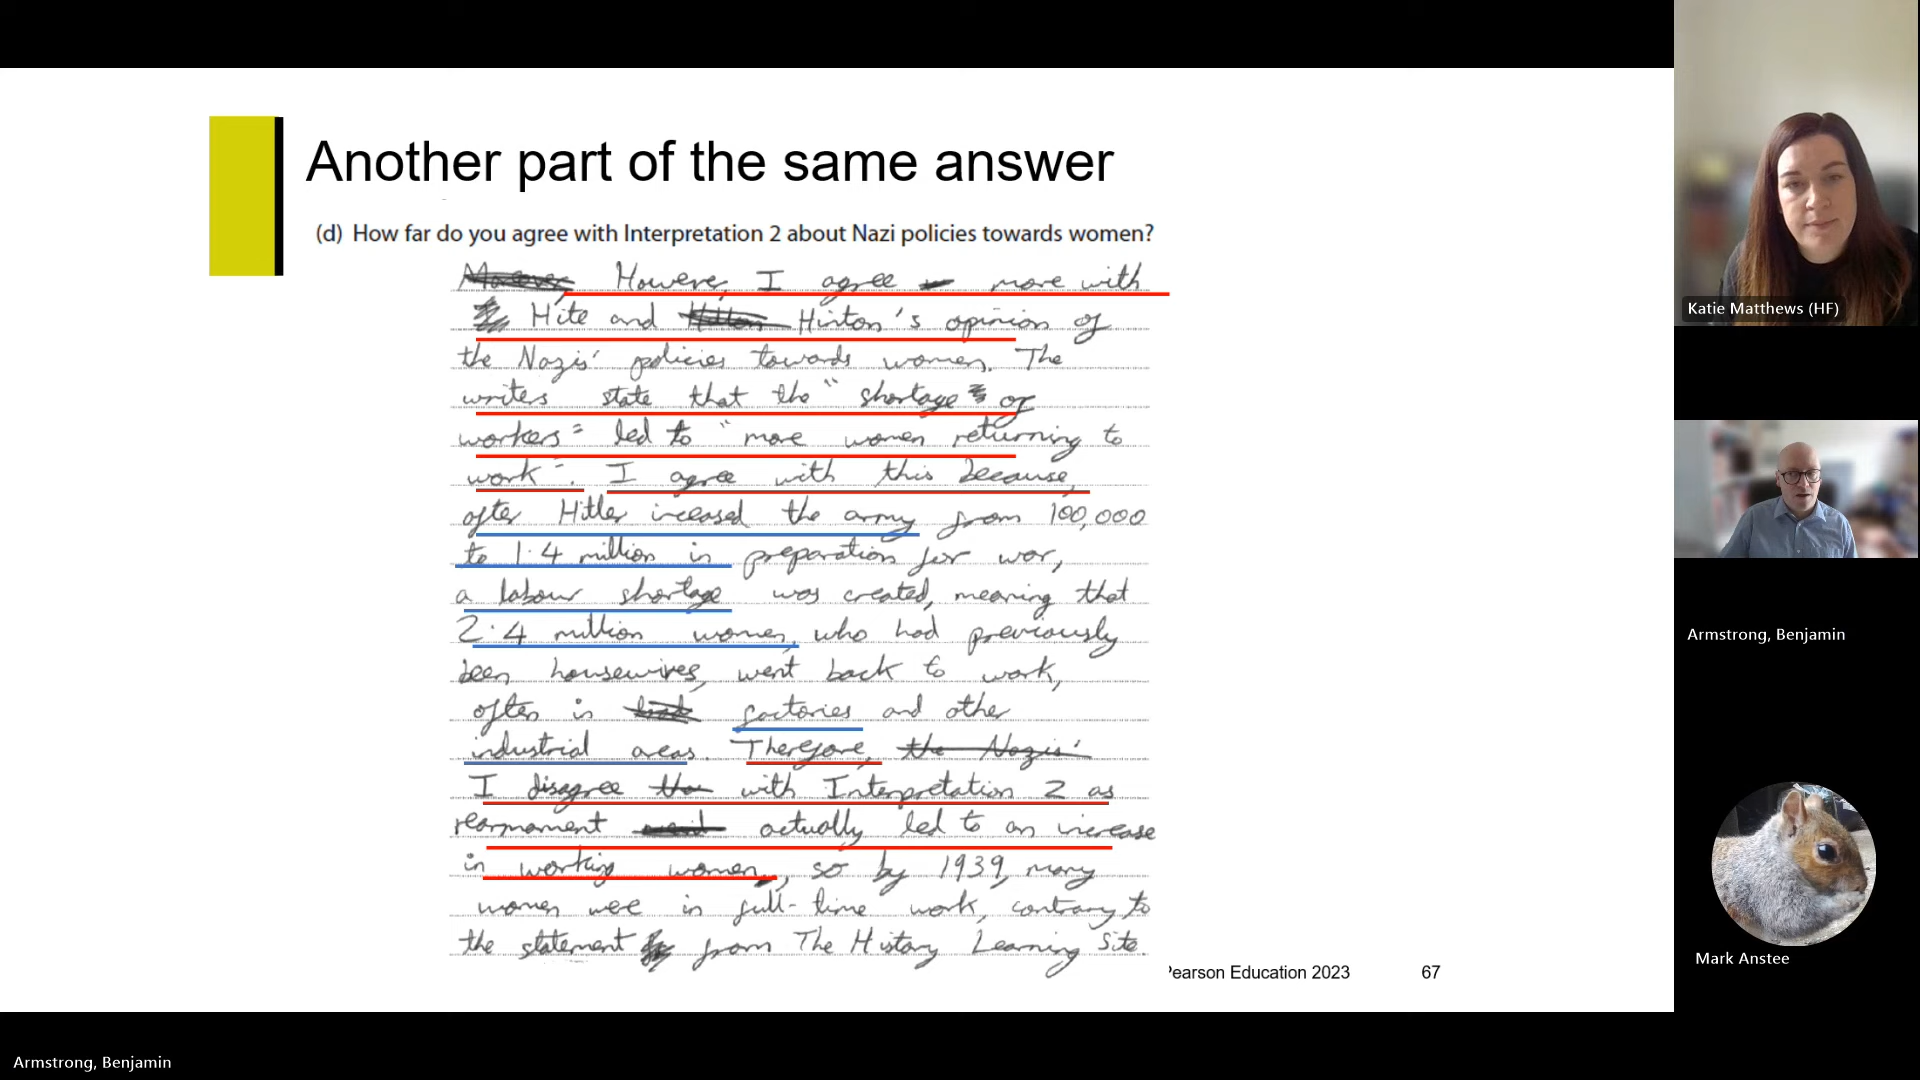 Another part of the same answer
(d) How far do you agree with Interpretation 2 about Nazi policies towards women?
However, I agree more with
Hite and Hinton's opinion of
the Nazis' policies towards women. The
writers state that the "shortage of
workers" led to "more women returning to
work". I agree with this because,
after Hitler inceased the army from 100,000
to 1.4 million in preparation for war,
a labour shortage was created, meaning that
2.4 million women, who had previously
been housewives, went back to work,
often in factories and other
industrial areas. Therefore, the Nazis'
I disagree with Interpretation 2 as
rearmament actually led to an increase
in working women, so by 1939, many
women were in full-time work, contrary to
the statement from The History Learning Site.
Pearson Education 2023 67
Katie Matthews (HF)
Armstrong, Benjamin
Mark Anstee
Armstrong, Benjamin